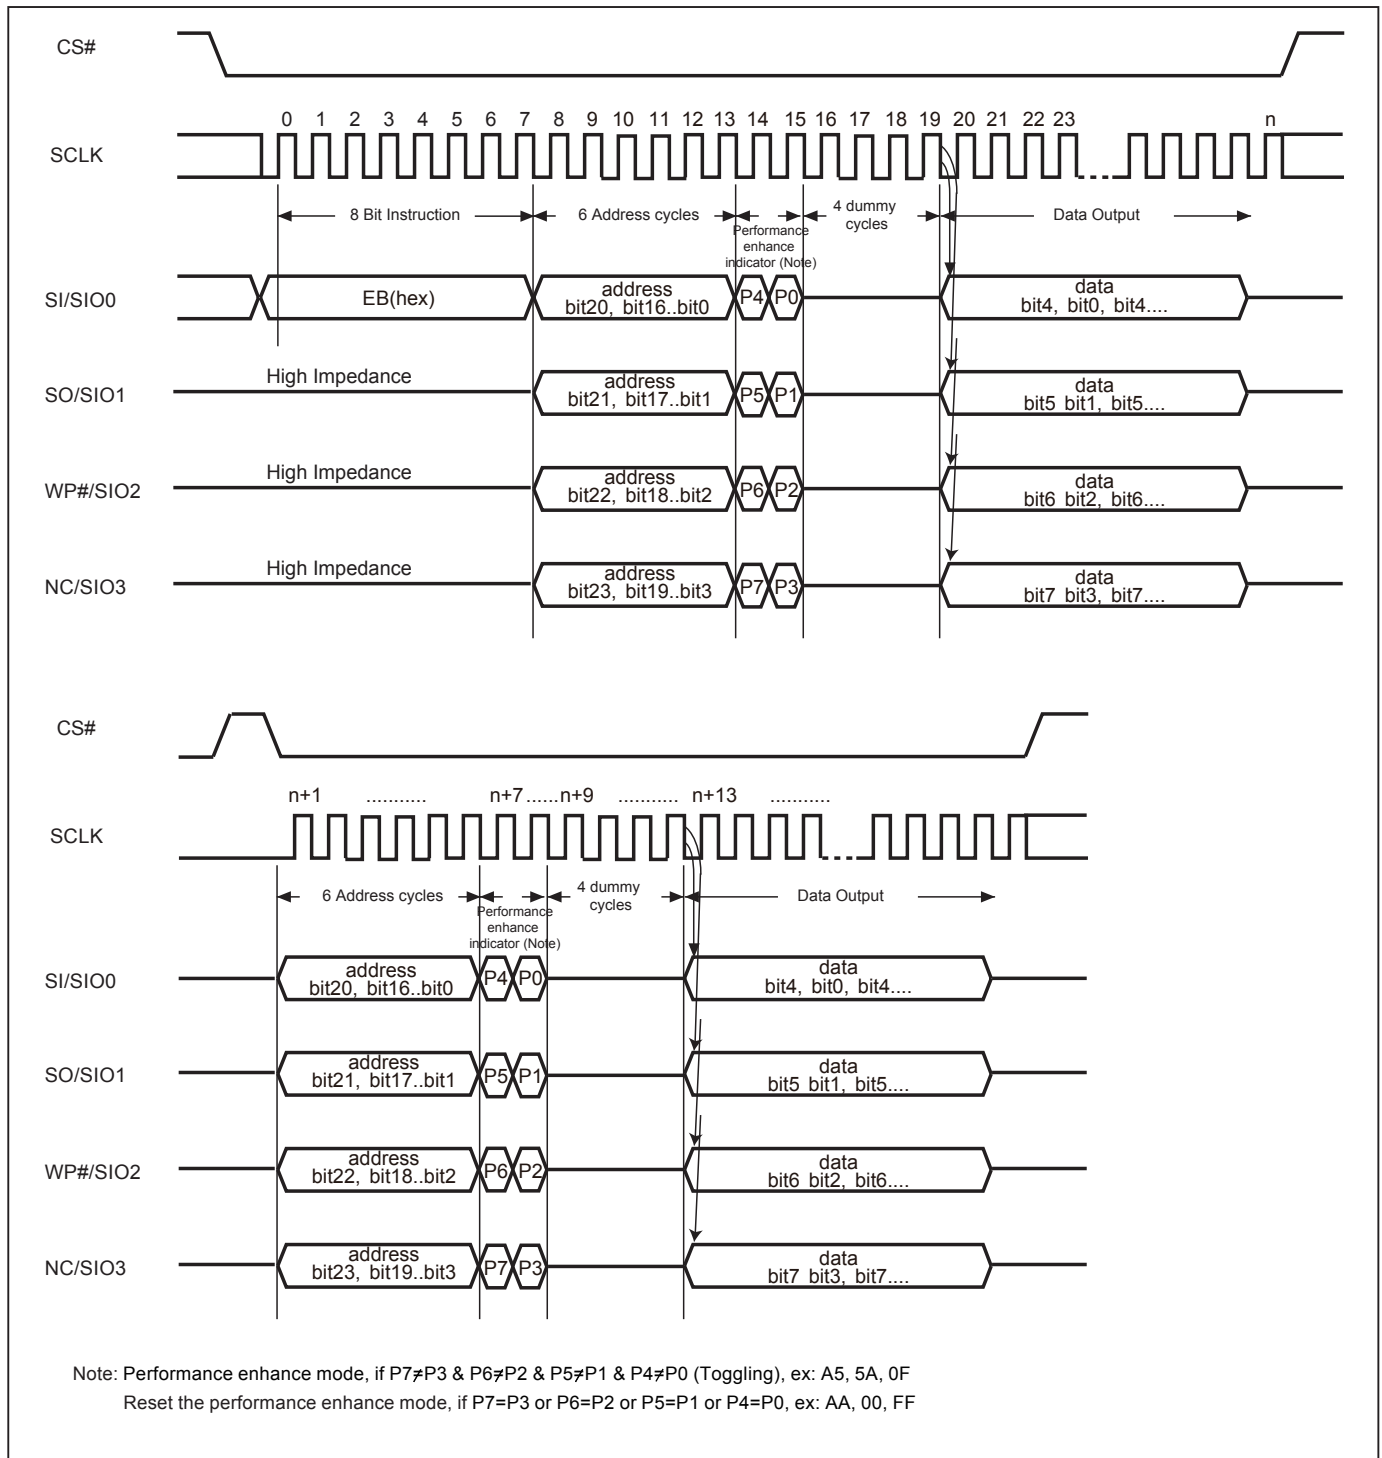 CS#
0 1 2 3 4 5 6 7 8 9 10 11 12 13 14 15 16 17 18 19 20 21 22 23 n
SCLK
8 Bit Instruction 6 Address cycles 4 dummy cycles Data Output
Performance
enhance
indicator (Note)
SI/SIO0 EB(hex) address bit20, bit16..bit0 P4 P0 data bit4, bit0, bit4....
SO/SIO1 High Impedance address bit21, bit17..bit1 P5 P1 data bit5 bit1, bit5....
WP#/SIO2 High Impedance address bit22, bit18..bit2 P6 P2 data bit6 bit2, bit6....
NC/SIO3 High Impedance address bit23, bit19..bit3 P7 P3 data bit7 bit3, bit7....
CS#
n+1 ........... n+7 ......n+9 ........... n+13 ...........
SCLK
6 Address cycles 4 dummy cycles Data Output
Performance
enhance
indicator (Note)
SI/SIO0 address bit20, bit16..bit0 P4 P0 data bit4, bit0, bit4....
SO/SIO1 address bit21, bit17..bit1 P5 P1 data bit5 bit1, bit5....
WP#/SIO2 address bit22, bit18..bit2 P6 P2 data bit6 bit2, bit6....
NC/SIO3 address bit23, bit19..bit3 P7 P3 data bit7 bit3, bit7....
Note: Performance enhance mode, if P7≠P3 & P6≠P2 & P5≠P1 & P4≠P0 (Toggling), ex: A5, 5A, 0F
Reset the performance enhance mode, if P7=P3 or P6=P2 or P5=P1 or P4=P0, ex: AA, 00, FF